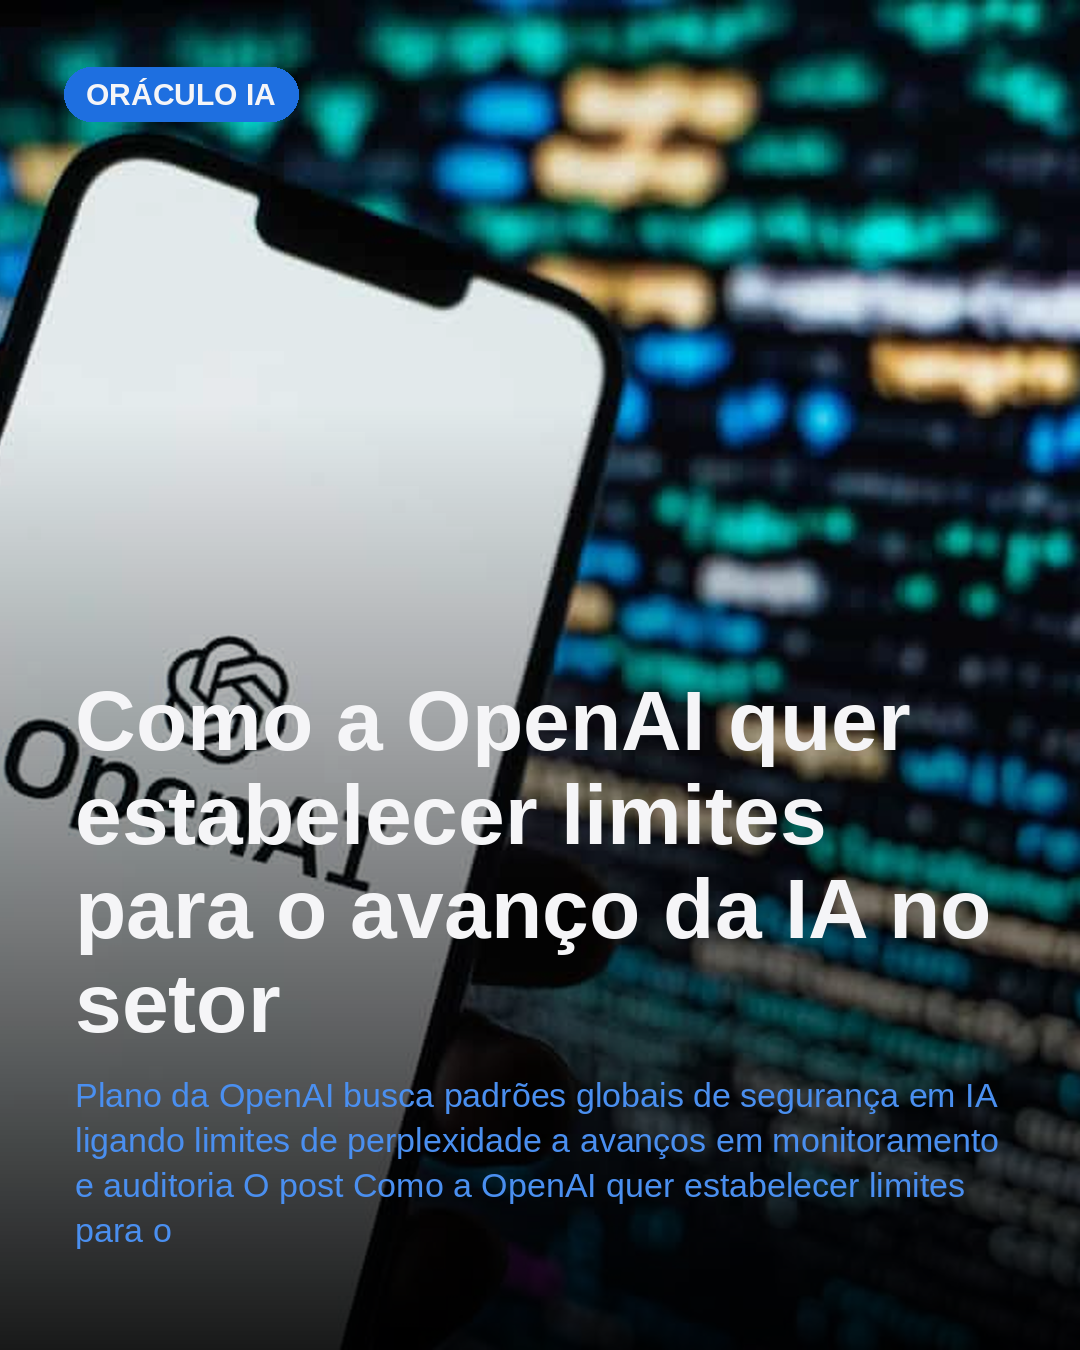 ORÁCULO IA
OpenAI
Como a OpenAI quer
estabelecer limites
para o avanço da IA no
setor
Plano da OpenAI busca padrões globais de segurança em IA
ligando limites de perplexidade a avanços em monitoramento
e auditoria O post Como a OpenAI quer estabelecer limites
para o